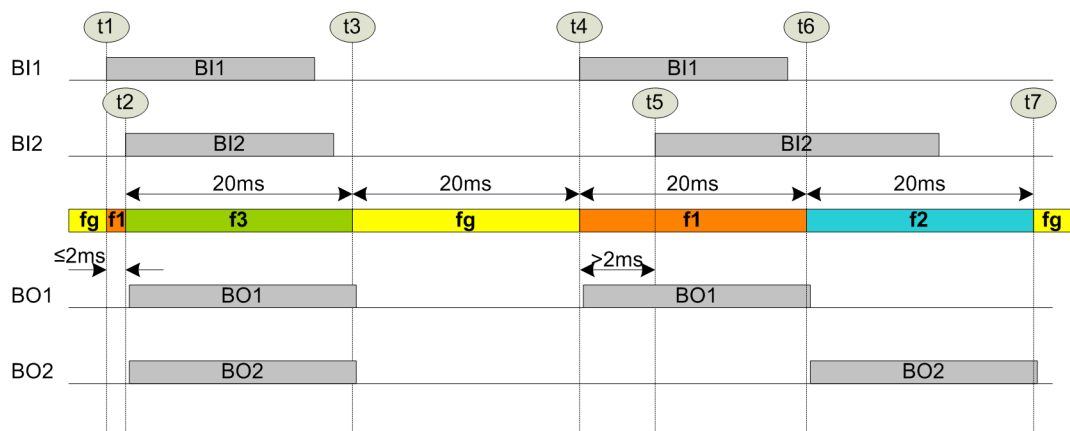 t1 t3 t4 t6
BI1 BI1 BI1
t2 t5 t7
BI2 BI2 BI2
20ms 20ms 20ms 20ms
fg f1 f3 fg f1 f2 fg
≤2ms >2ms
BO1 BO1 BO1
BO2 BO2 BO2